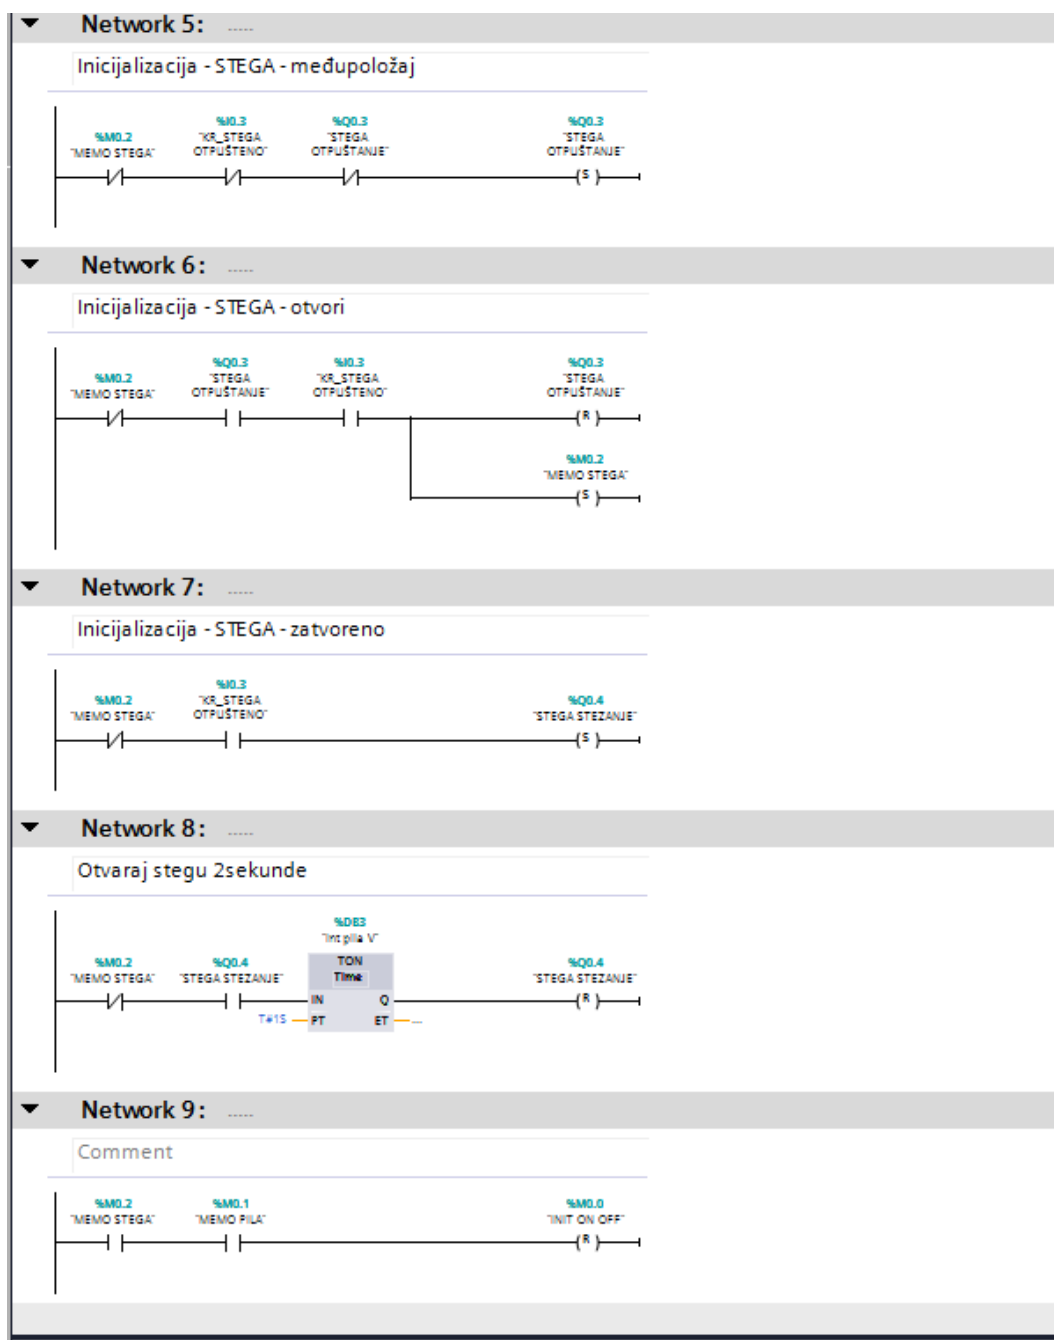 Network 5: .....
Inicijalizacija - STEGA - međupoložaj
%M0.2
"MEMO STEGA"
%I0.3
"KR_STEGA
OTPUŠTENO"
%Q0.3
"STEGA
OTPUŠTANJE"
%Q0.3
"STEGA
OTPUŠTANJE"
S
Network 6: .....
Inicijalizacija - STEGA - otvori
%M0.2
"MEMO STEGA"
%Q0.3
"STEGA
OTPUŠTANJE"
%I0.3
"KR_STEGA
OTPUŠTENO"
%Q0.3
"STEGA
OTPUŠTANJE"
R
%M0.2
"MEMO STEGA"
S
Network 7: .....
Inicijalizacija - STEGA - zatvoreno
%M0.2
"MEMO STEGA"
%I0.3
"KR_STEGA
OTPUŠTENO"
%Q0.4
"STEGA STEZANJE"
S
Network 8: .....
Otvaraj stegu 2sekunde
%M0.2
"MEMO STEGA"
%Q0.4
"STEGA STEZANJE"
%DB3
"Int pila V"
TON
Time
IN Q
T#1S PT ET ...
%Q0.4
"STEGA STEZANJE"
R
Network 9: .....
Comment
%M0.2
"MEMO STEGA"
%M0.1
"MEMO PILA"
%M0.0
"INIT ON OFF"
R